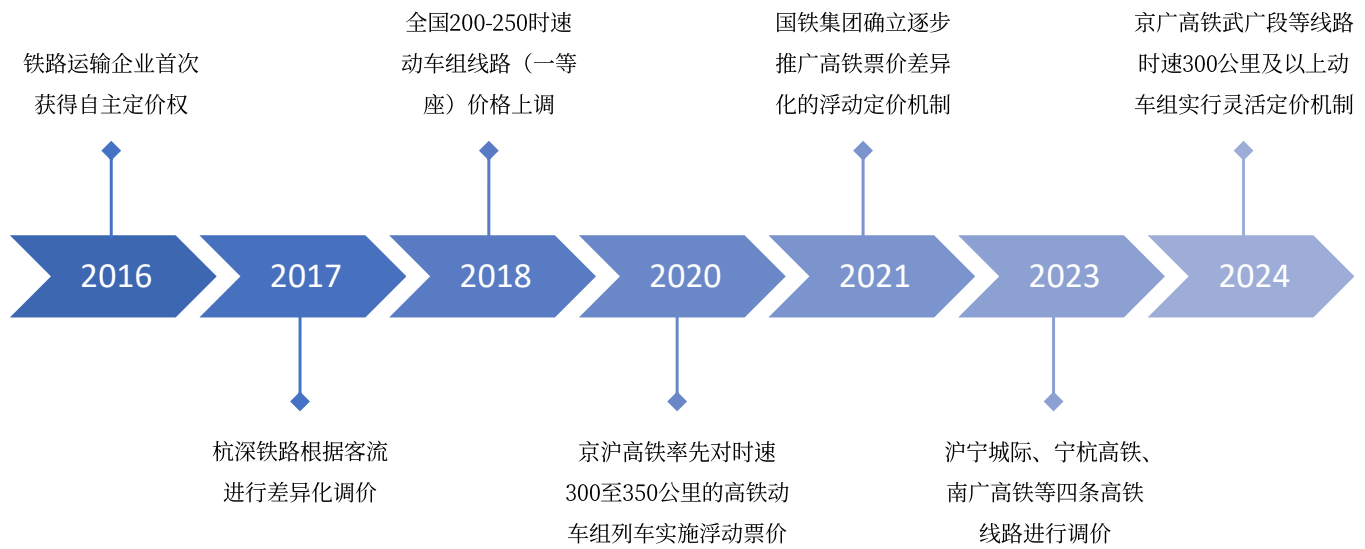 铁路运输企业首次
获得自主定价权
全国200-250时速
动车组线路（一等
座）价格上调
国铁集团确立逐步
推广高铁票价差异
化的浮动定价机制
京广高铁武广段等线路
时速300公里及以上动
车组实行灵活定价机制
2016
2017
2018
2020
2021
2023
2024
杭深铁路根据客流
进行差异化调价
京沪高铁率先对时速
300至350公里的高铁动
车组列车实施浮动票价
沪宁城际、宁杭高铁、
南广高铁等四条高铁
线路进行调价